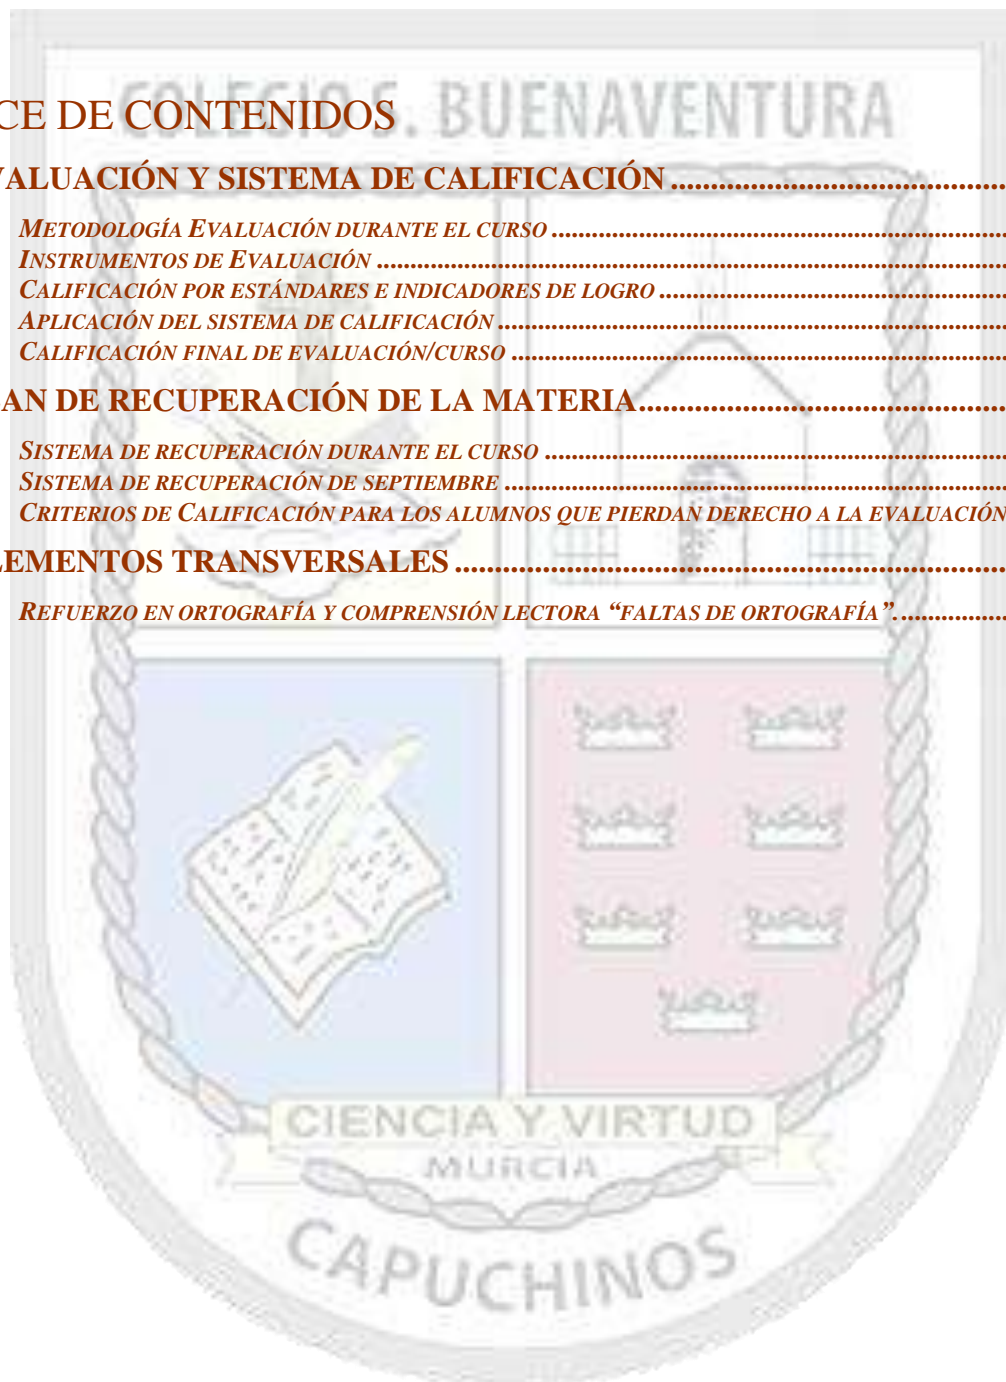 COLEGIO S. BUENAVENTURA
CE DE CONTENIDOS
VALUACIÓN Y SISTEMA DE CALIFICACIÓN
METODOLOGÍA EVALUACIÓN DURANTE EL CURSO
INSTRUMENTOS DE EVALUACIÓN
CALIFICACIÓN POR ESTÁNDARES E INDICADORES DE LOGRO
APLICACIÓN DEL SISTEMA DE CALIFICACIÓN
CALIFICACIÓN FINAL DE EVALUACIÓN/CURSO
AN DE RECUPERACIÓN DE LA MATERIA
SISTEMA DE RECUPERACIÓN DURANTE EL CURSO
SISTEMA DE RECUPERACIÓN DE SEPTIEMBRE
CRITERIOS DE CALIFICACIÓN PARA LOS ALUMNOS QUE PIERDAN DERECHO A LA EVALUACIÓN
LEMENTOS TRANSVERSALES
REFUERZO EN ORTOGRAFÍA Y COMPRENSIÓN LECTORA “FALTAS DE ORTOGRAFÍA”.
CIENCIA Y VIRTUD
MURCIA
CAPUCHINOS